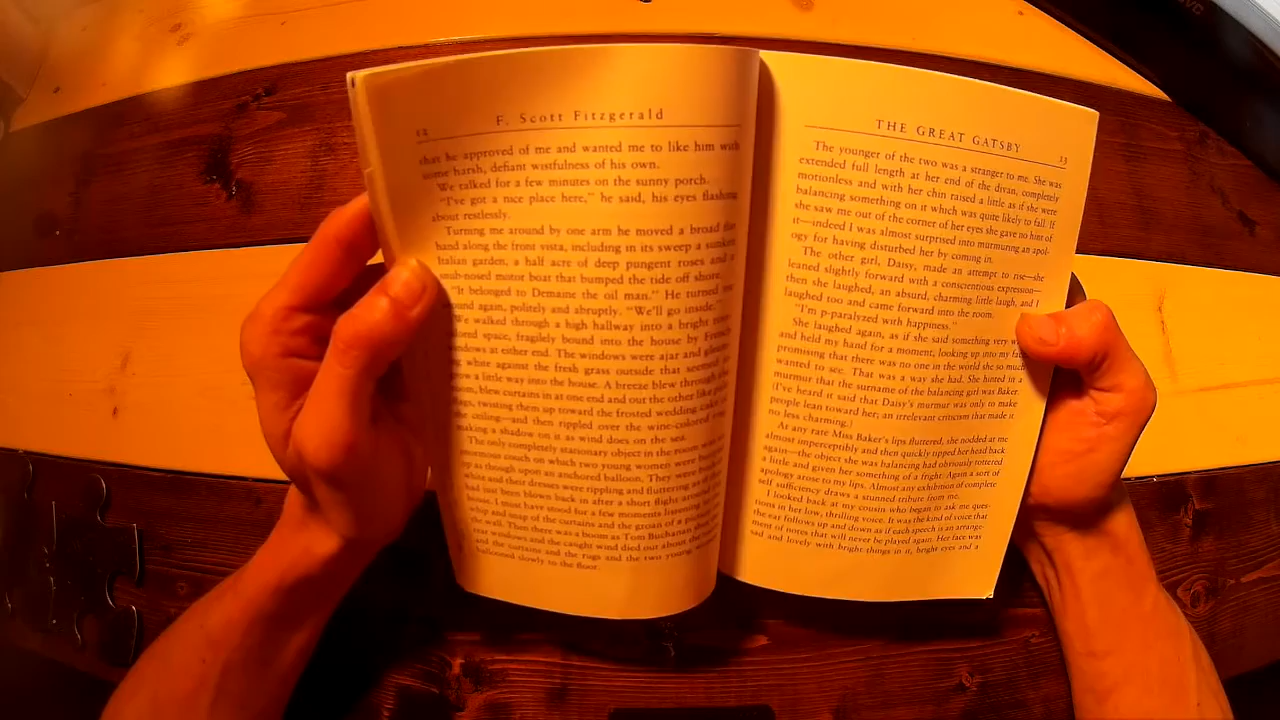 JVC
12
F. Scott Fitzgerald
that he approved of me and wanted me to like him with
some harsh, defiant wistfulness of his own.
We talked for a few minutes on the sunny porch.
"I've got a nice place here," he said, his eyes flashing
about restlessly.
Turning me around by one arm he moved a broad flat
hand along the front vista, including in its sweep a sunken
Italian garden, a half acre of deep pungent roses and a
snub-nosed motor boat that bumped the tide off shore.
"It belonged to Demaine the oil man." He turned me
around again, politely and abruptly. "We'll go inside."
We walked through a high hallway into a bright rosy-
colored space, fragilely bound into the house by French
windows at either end. The windows were ajar and gleaming
white against the fresh grass outside that seemed to
grow a little way into the house. A breeze blew through the
room, blew curtains in at one end and out the other like pale
flags, twisting them up toward the frosted wedding cake of
the ceiling—and then rippled over the wine-colored rug,
making a shadow on it as wind does on the sea.
The only completely stationary object in the room was an
enormous couch on which two young women were buoyed
up as though upon an anchored balloon. They were both in
white and their dresses were rippling and fluttering as if they
had just been blown back in after a short flight around the
house. I must have stood for a few moments listening to the
whip and snap of the curtains and the groan of a picture on
the wall. Then there was a boom as Tom Buchanan shut the
rear windows and the caught wind died out about the room
and the curtains and the rugs and the two young women
ballooned slowly to the floor.
THE GREAT GATSBY
13
The younger of the two was a stranger to me. She was
extended full length at her end of the divan, completely
motionless and with her chin raised a little as if she were
balancing something on it which was quite likely to fall. If
she saw me out of the corner of her eyes she gave no hint of
it—indeed I was almost surprised into murmuring an apol-
ogy for having disturbed her by coming in.
The other girl, Daisy, made an attempt to rise—she
leaned slightly forward with a conscientious expression—
then she laughed, an absurd, charming little laugh, and I
laughed too and came forward into the room.
"I'm p-paralyzed with happiness."
She laughed again, as if she said something very witty,
and held my hand for a moment, looking up into my face,
promising that there was no one in the world she so much
wanted to see. That was a way she had. She hinted in a
murmur that the surname of the balancing girl was Baker.
(I've heard it said that Daisy's murmur was only to make
people lean toward her; an irrelevant criticism that made it
no less charming.)
At any rate Miss Baker's lips fluttered, she nodded at me
almost imperceptibly and then quickly tipped her head back
again—the object she was balancing had obviously tottered
a little and given her something of a fright. Again a sort of
apology arose to my lips. Almost any exhibition of complete
self sufficiency draws a stunned tribute from me.
I looked back at my cousin who began to ask me ques-
tions in her low, thrilling voice. It was the kind of voice that
the ear follows up and down as if each speech is an arrange-
ment of notes that will never be played again. Her face was
sad and lovely with bright things in it, bright eyes and a